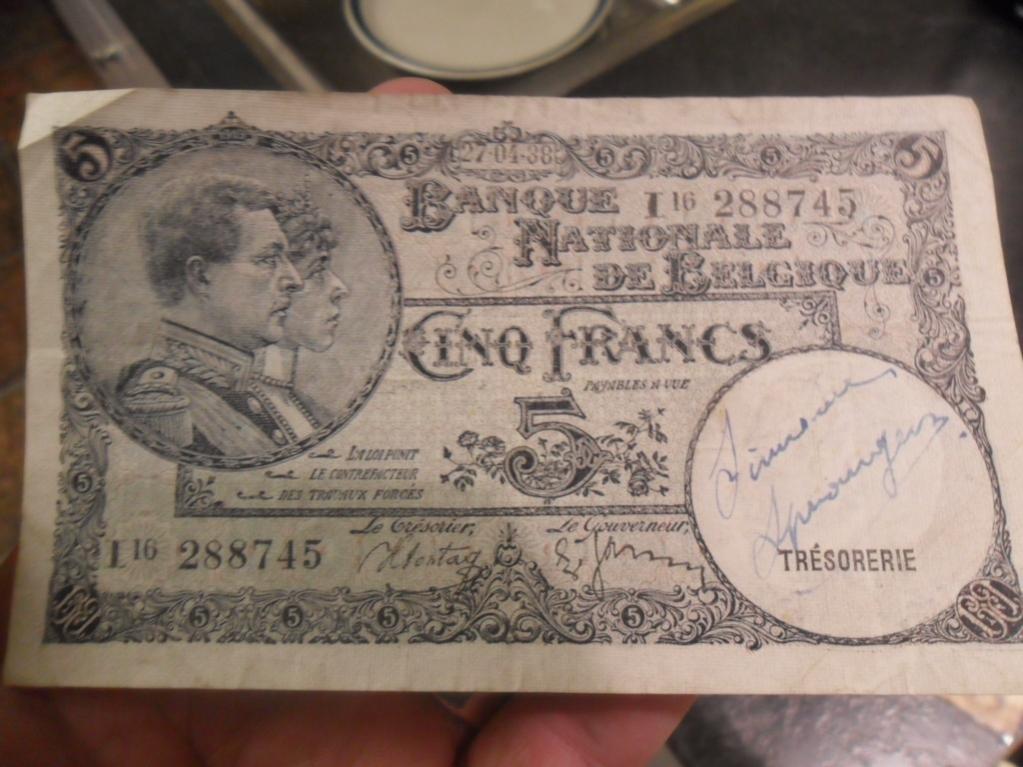 5 5 27-04-38 5 5 5
BANQUE I16 288745
NATIONALE
DE BELGIQUE 5
CINQ FRANCS
PAYABLES A VUE
5
LA LOI PUNIT
LE CONTREFACTEUR
DES TRAVAUX FORCÉS
Le Trésorier, Le Gouverneur,
I16 288745
TRÉSORERIE
5 5 5 5 5 5